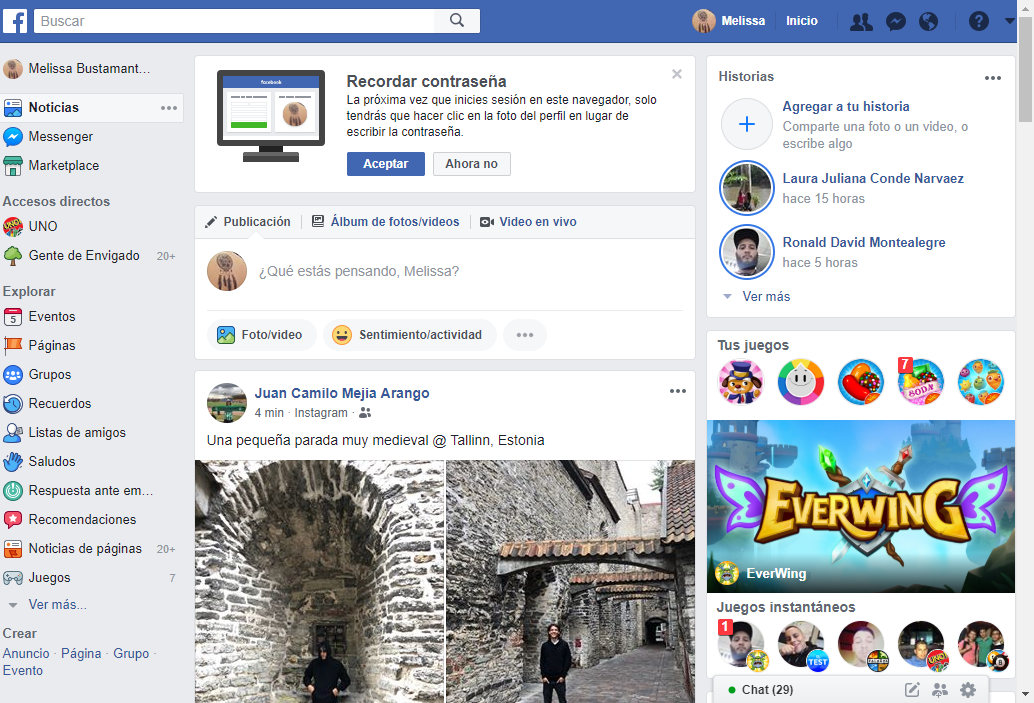 Buscar
Melissa
Inicio
Melissa Bustamant...
Noticias
Messenger
Marketplace
Accesos directos
UNO
Gente de Envigado 20+
Explorar
5
Eventos
Páginas
Grupos
Recuerdos
Listas de amigos
Saludos
Respuesta ante em...
Recomendaciones
Noticias de páginas 20+
Juegos 7
Ver más...
Crear
Anuncio · Página · Grupo ·
Evento
facebook
Recordar contraseña
La próxima vez que inicies sesión en este navegador, solo
tendrás que hacer clic en la foto del perfil en lugar de
escribir la contraseña.
Aceptar
Ahora no
Publicación
Álbum de fotos/videos
Video en vivo
¿Qué estás pensando, Melissa?
Foto/video
Sentimiento/actividad
Juan Camilo Mejia Arango
4 min · Instagram ·
Una pequeña parada muy medieval @ Tallinn, Estonia
Historias
Agregar a tu historia
Comparte una foto o un video, o
escribe algo
Laura Juliana Conde Narvaez
hace 15 horas
Ronald David Montealegre
hace 5 horas
Ver más
Tus juegos
7
SODA
EVERWING
EverWing
Juegos instantáneos
1
TEST
UNO
8
Chat (29)